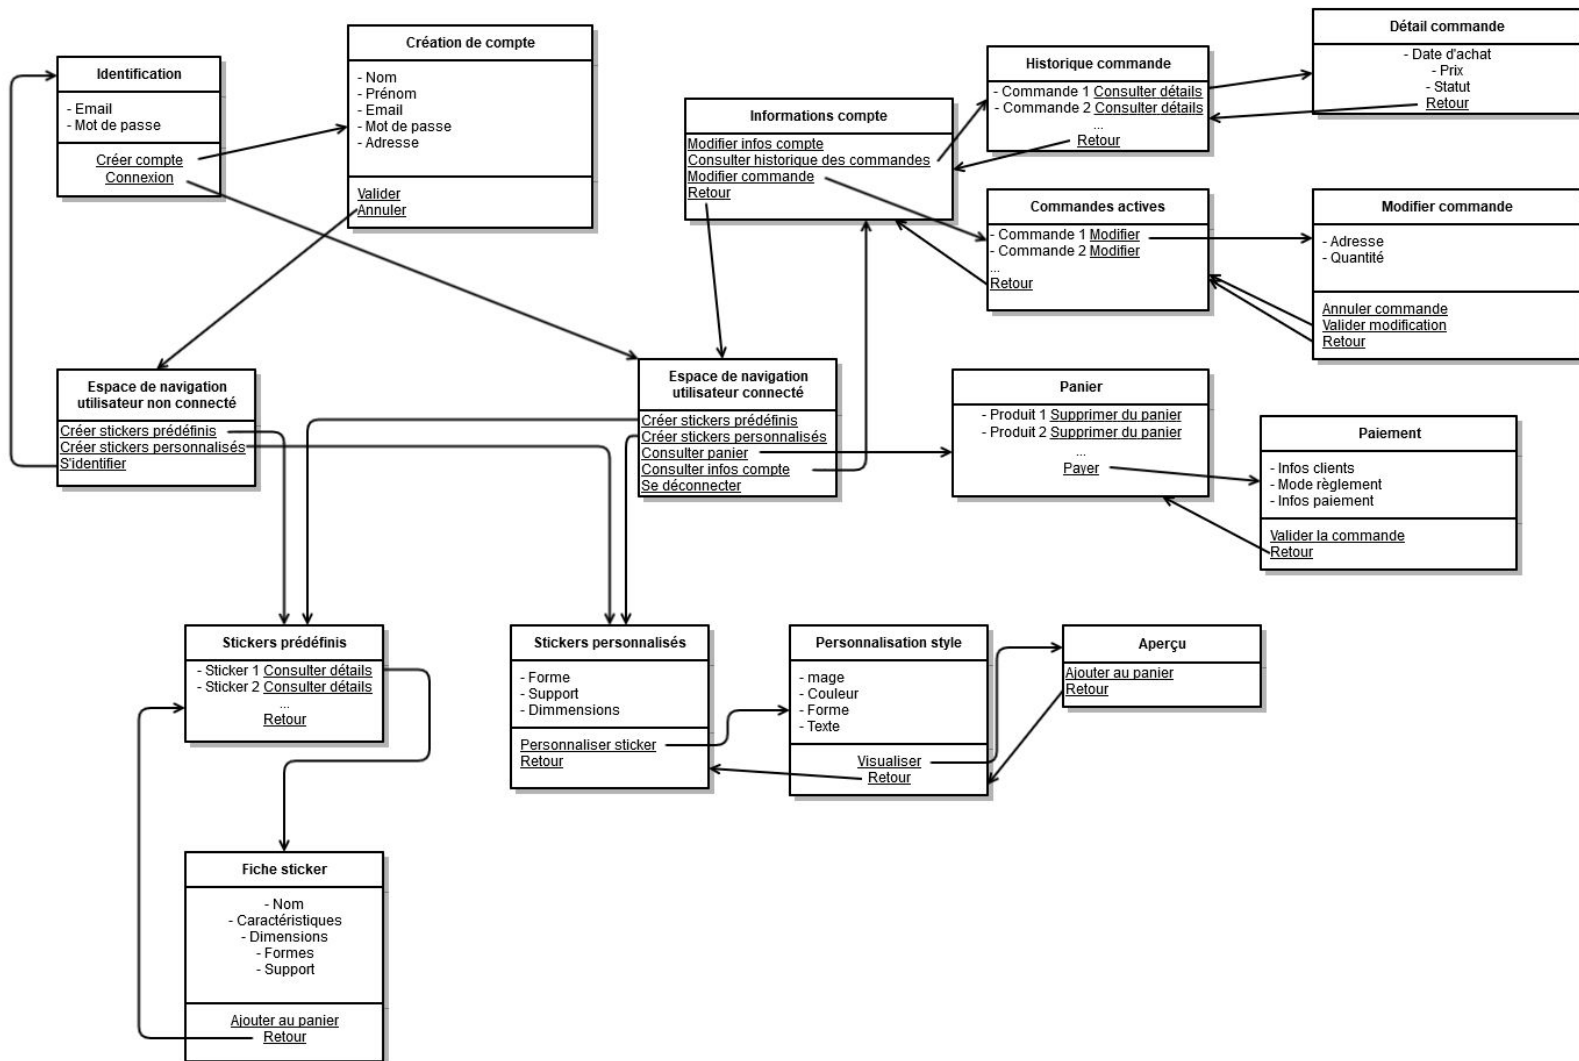 Identification
- Email
- Mot de passe
Créer compte
Connexion
Création de compte
- Nom
- Prénom
- Email
- Mot de passe
- Adresse
Valider
Annuler
Informations compte
Modifier infos compte
Consulter historique des commandes
Modifier commande
Retour
Historique commande
- Commande 1 Consulter détails
- Commande 2 Consulter détails
...
Retour
Détail commande
- Date d'achat
- Prix
- Statut
Retour
Commandes actives
- Commande 1 Modifier
- Commande 2 Modifier
...
Retour
Modifier commande
- Adresse
- Quantité
Annuler commande
Valider modification
Retour
Espace de navigation
utilisateur non connecté
Créer stickers prédéfinis
Créer stickers personnalisés
S'identifier
Espace de navigation
utilisateur connecté
Créer stickers prédéfinis
Créer stickers personnalisés
Consulter panier
Consulter infos compte
Se déconnecter
Panier
- Produit 1 Supprimer du panier
- Produit 2 Supprimer du panier
...
Payer
Paiement
- Infos clients
- Mode règlement
- Infos paiement
Valider la commande
Retour
Stickers prédéfinis
- Sticker 1 Consulter détails
- Sticker 2 Consulter détails
...
Retour
Stickers personnalisés
- Forme
- Support
- Dimmensions
Personnaliser sticker
Retour
Personnalisation style
- mage
- Couleur
- Forme
- Texte
Visualiser
Retour
Aperçu
Ajouter au panier
Retour
Fiche sticker
- Nom
- Caractéristiques
- Dimensions
- Formes
- Support
Ajouter au panier
Retour